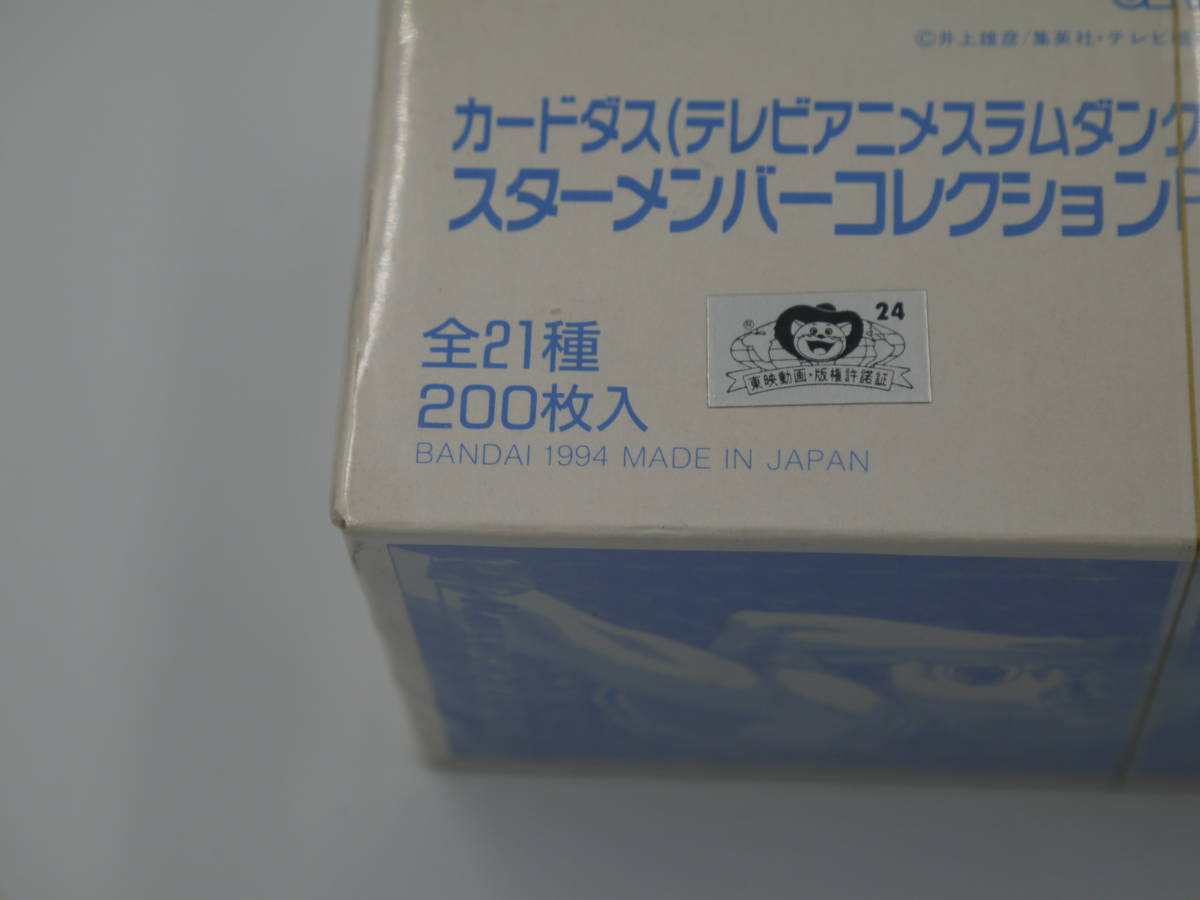 ©井上雄彦/集英社・テレビ
カードダス(テレビアニメスラムダンク
スターメンバーコレクション
24
®
東映動画・版権許諾証
全21種
200枚入
BANDAI 1994 MADE IN JAPAN